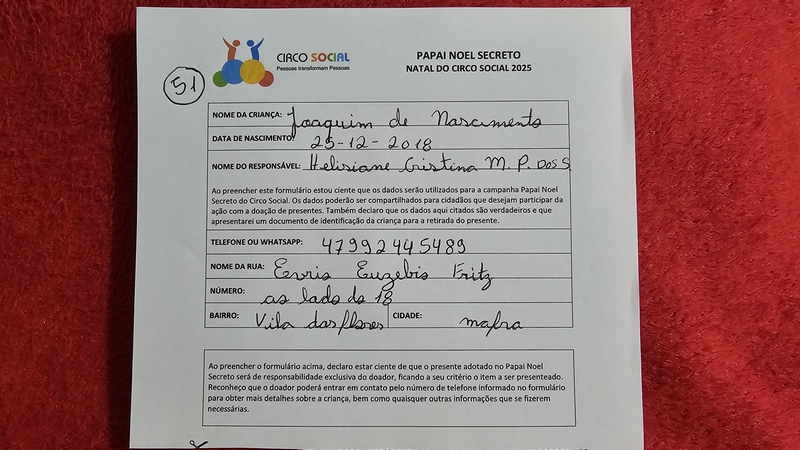 CIRCO SOCIAL
Pessoas transformam Pessoas
PAPAI NOEL SECRETO
NATAL DO CIRCO SOCIAL 2025
51
NOME DA CRIANÇA: Joaquim de Nascimento
DATA DE NASCIMENTO: 25-12-2018
NOME DO RESPONSÁVEL: Helisiane Cristina M. P. DOS S.
Ao preencher este formulário estou ciente que os dados serão utilizados para a campanha Papai Noel
Secreto do Circo Social. Os dados poderão ser compartilhados para cidadãos que desejam participar da
ação com a doação de presentes. Também declaro que os dados aqui citados são verdadeiros e que
apresentarei um documento de identificação da criança para a retirada do presente.
TELEFONE OU WHATSAPP: 47992445489
NOME DA RUA: Euzebio Fritz
NÚMERO: ao lado do 18
BAIRRO: Vila das flores CIDADE: mafra
Ao preencher o formulário acima, declaro estar ciente de que o presente adotado no Papai Noel
Secreto será de responsabilidade exclusiva do doador, ficando a seu critério o item a ser presenteado.
Reconheço que o doador poderá entrar em contato pelo número de telefone informado no formulário
para obter mais detalhes sobre a criança, bem como quaisquer outras informações que se fizerem
necessárias.